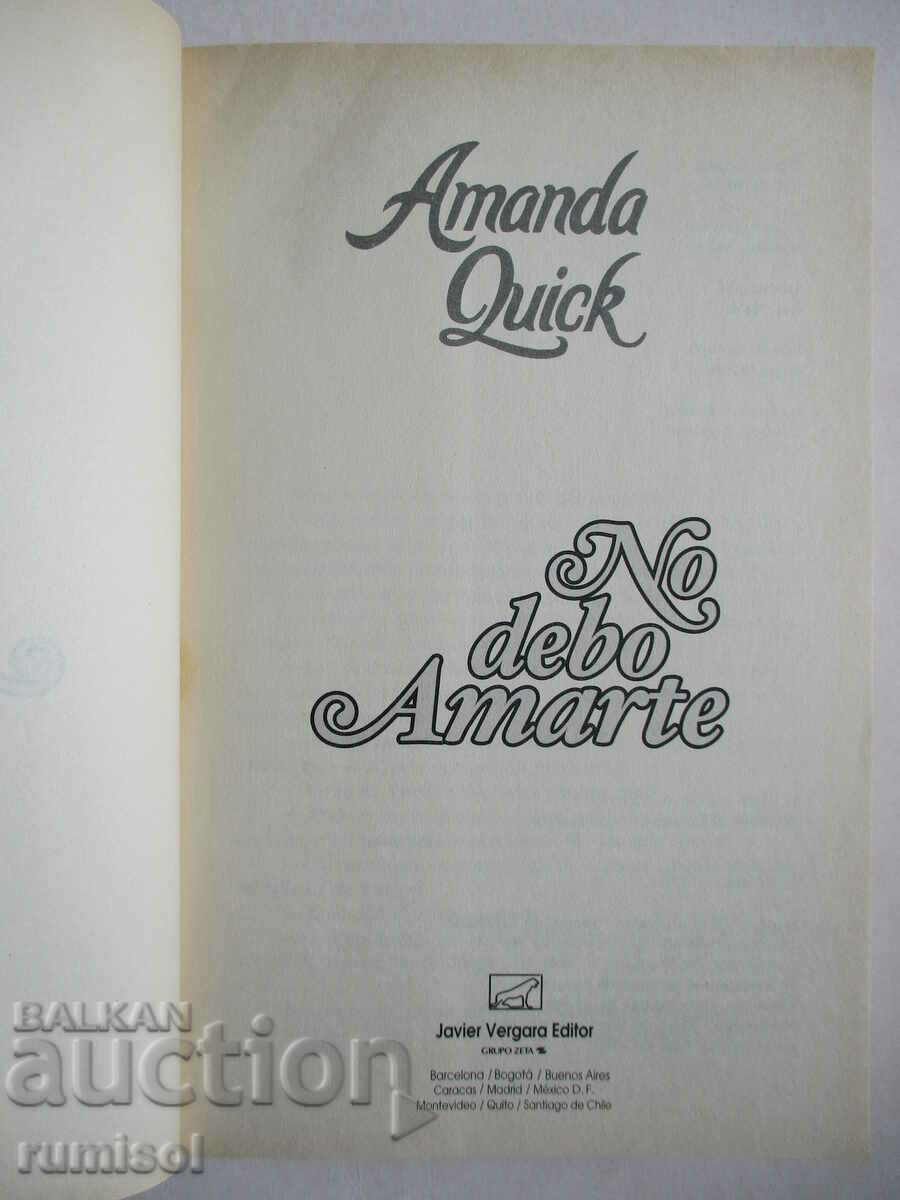 Amanda
Quick
No
debo
Amarte
Javier Vergara Editor
GRUPO ZETA
Barcelona / Bogotá / Buenos Aires
Caracas / Madrid / México D. F.
Montevideo / Quito / Santiago de Chile
BALKAN
auction
rumisol